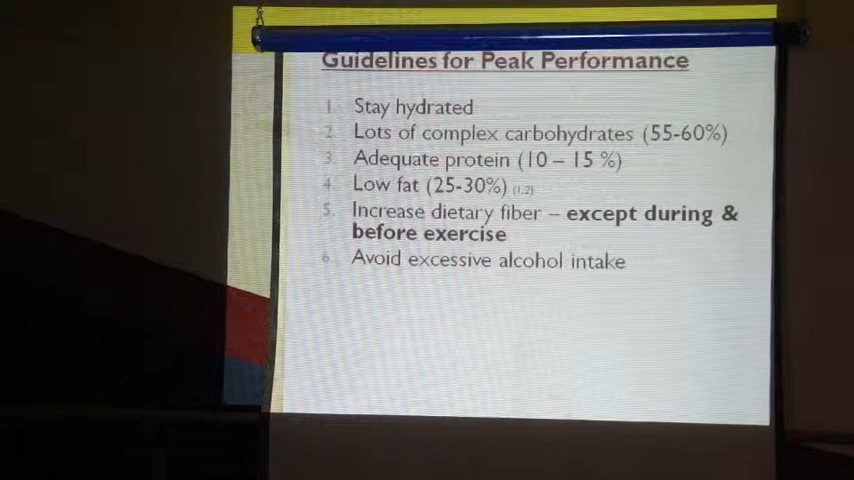 Guidelines for Peak Performance
1. Stay hydrated
2. Lots of complex carbohydrates (55-60%)
3. Adequate protein (10 – 15 %)
4. Low fat (25-30%) (1,2)
5. Increase dietary fiber – except during &
before exercise
6. Avoid excessive alcohol intake